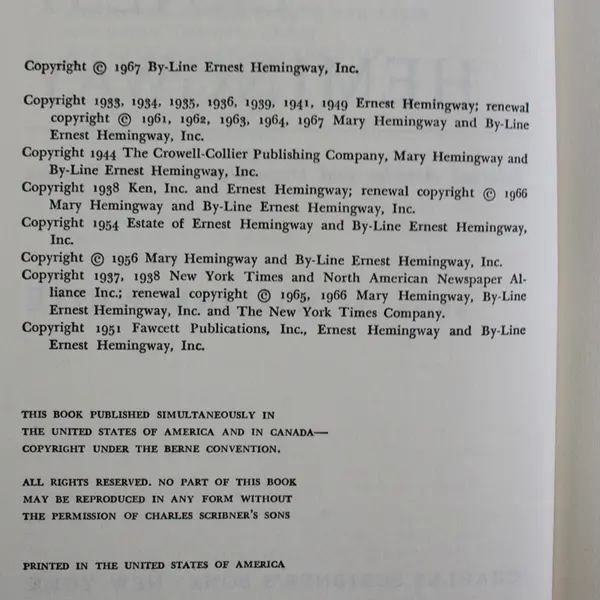 Copyright © 1967 By-Line Ernest Hemingway, Inc.
Copyright 1933, 1934, 1935, 1936, 1939, 1941, 1949 Ernest Hemingway; renewal
copyright © 1961, 1962, 1963, 1964, 1967 Mary Hemingway and By-Line
Ernest Hemingway, Inc.
Copyright 1944 The Crowell-Collier Publishing Company, Mary Hemingway and
By-Line Ernest Hemingway, Inc.
Copyright 1938 Ken, Inc. and Ernest Hemingway; renewal copyright © 1966
Mary Hemingway and By-Line Ernest Hemingway, Inc.
Copyright 1954 Estate of Ernest Hemingway and By-Line Ernest Hemingway,
Inc.
Copyright © 1956 Mary Hemingway and By-Line Ernest Hemingway, Inc.
Copyright 1937, 1938 New York Times and North American Newspaper Al-
liance Inc.; renewal copyright © 1965, 1966 Mary Hemingway, By-Line
Ernest Hemingway, Inc. and The New York Times Company.
Copyright 1951 Fawcett Publications, Inc., Ernest Hemingway and By-Line
Ernest Hemingway, Inc.
THIS BOOK PUBLISHED SIMULTANEOUSLY IN
THE UNITED STATES OF AMERICA AND IN CANADA—
COPYRIGHT UNDER THE BERNE CONVENTION.
ALL RIGHTS RESERVED. NO PART OF THIS BOOK
MAY BE REPRODUCED IN ANY FORM WITHOUT
THE PERMISSION OF CHARLES SCRIBNER'S SONS
PRINTED IN THE UNITED STATES OF AMERICA